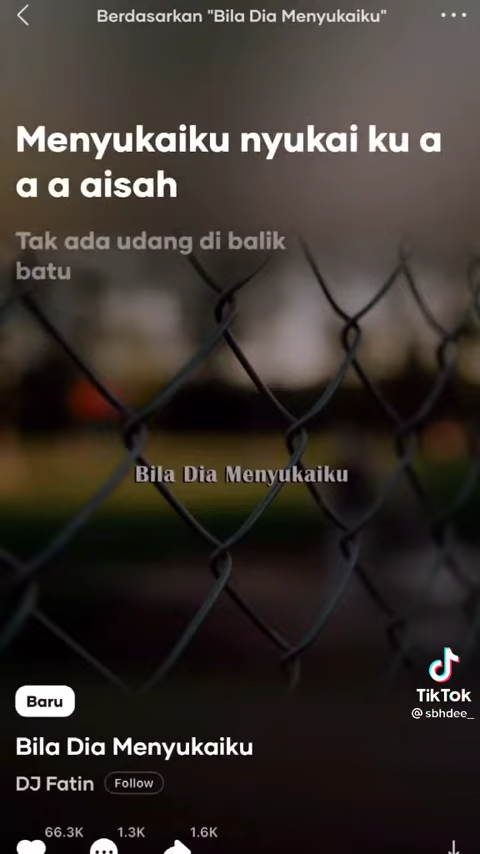 Berdasarkan "Bila Dia Menyukaiku"
Menyukaiku nyukai ku a
a a aisah
Tak ada udang di balik
batu
Bila Dia Menyukaiku
TikTok
@sbhdee_
Baru
Bila Dia Menyukaiku
DJ Fatin Follow
66.3K 1.3K 1.6K